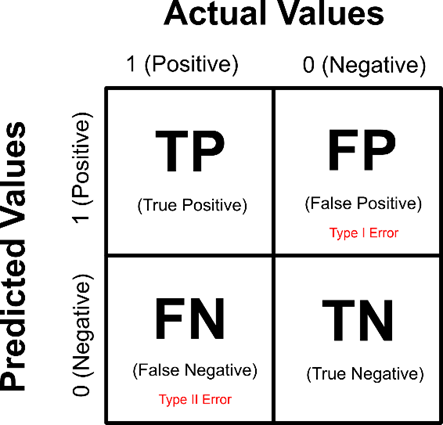 Actual Values
1 (Positive)
0 (Negative)
Predicted Values
1 (Positive)
TP
(True Positive)
FP
(False Positive)
Type I Error
0 (Negative)
FN
(False Negative)
Type II Error
TN
(True Negative)